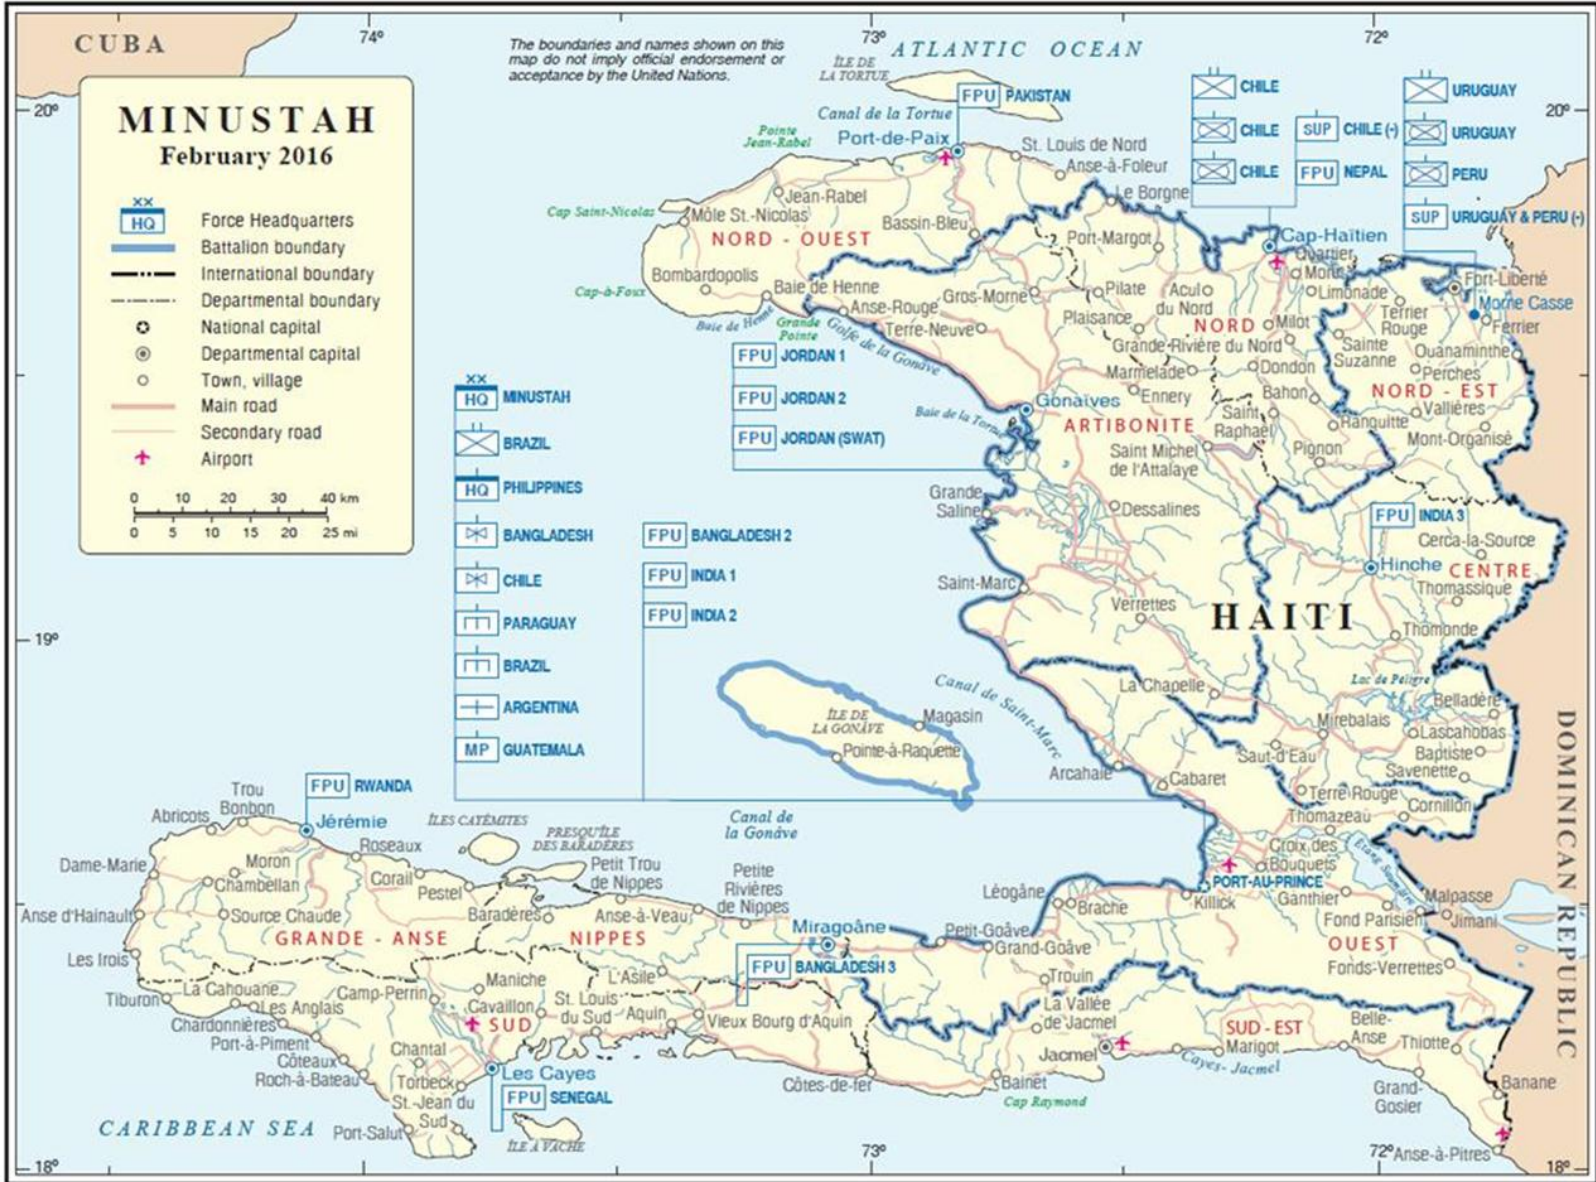 CUBA
74°
73°
72°
The boundaries and names shown on this
map do not imply official endorsement or
acceptance by the United Nations.
ATLANTIC OCEAN
ÎLE DE
LA TORTUE
20°
20°
MINUSTAH
February 2016
XX
HQ
Force Headquarters
Battalion boundary
International boundary
Departmental boundary
National capital
Departmental capital
Town, village
Main road
Secondary road
Airport
0 10 20 30 40 km
0 5 10 15 20 25 mi
FPU PAKISTAN
Canal de la Tortue
Port-de-Paix
Pointe
Jean-Rabel
St. Louis de Nord
Anse-à-Foleur
Le Borgne
CHILE
CHILE
CHILE
SUP CHILE (-)
FPU NEPAL
URUGUAY
URUGUAY
PERU
SUP URUGUAY & PERU (-)
Jean-Rabel
Cap Saint-Nicolas
Môle St.-Nicolas
Bassin-Bleu
NORD - OUEST
Port-Margot
Cap-Haïtien
Quartier
Morin
Limonade
Fort-Liberté
Morne Casse
Ferrier
Bombardopolis
Cap-à-Foux
Baie de Henne
Baie de Henne
Grande
Pointe
Anse-Rouge
Gros-Morne
Terre-Neuve
Golfe de la Gonâve
Pilate
Acul
du Nord
Plaisance
NORD
Milot
Grande-Rivière du Nord
Terrier
Rouge
Sainte
Suzanne
Ouanaminthe
Perches
Marmelade
Dondon
Ennery
Bahon
NORD - EST
Vallières
Ranquitte
Mont-Organisé
Saint
Raphaël
Pignon
FPU JORDAN 1
FPU JORDAN 2
FPU JORDAN (SWAT)
Gonaïves
Baie de la Tortue
ARTIBONITE
Saint Michel
de l'Attalaye
Grande
Saline
Dessalines
XX
HQ MINUSTAH
BRAZIL
HQ PHILIPPINES
BANGLADESH
CHILE
PARAGUAY
BRAZIL
ARGENTINA
MP GUATEMALA
FPU BANGLADESH 2
FPU INDIA 1
FPU INDIA 2
FPU INDIA 3
Cerca-la-Source
Hinche
CENTRE
Thomassique
Saint-Marc
Verrettes
HAITI
Thomonde
19°
Canal de Saint-Marc
La Chapelle
Lac de Péligre
Belladère
Mirebalais
Lascahobas
Baptiste
Savenette
Saut-d'Eau
ÎLE DE
LA GONÂVE
Magasin
Pointe-à-Raquette
Arcahaie
Cabaret
Terre-Rouge
Cornillon
Thomazeau
Canal de
la Gonâve
DOMINICAN REPUBLIC
FPU RWANDA
Trou
Bonbon
Abricots
Jérémie
ÎLES CAYÉMITES
PRESQU'ÎLE
DES BARADÈRES
Roseaux
Dame-Marie
Moron
Chambellan
Corail
Pestel
Petit Trou
de Nippes
Petite
Rivières
de Nippes
Léogâne
Croix des
Bouquets
PORT-AU-PRINCE
Killick
Ganthier
Etang Saumâtre
Malpasse
Jimani
Fond Parisien
Anse d'Hainault
Source Chaude
Baradères
Anse-à-Veau
Miragoâne
Petit-Goâve
Brache
Grand-Goâve
GRANDE - ANSE
NIPPES
OUEST
Les Irois
FPU BANGLADESH 3
Fonds-Verrettes
Maniche
L'Asile
Trouin
Tiburon
La Cahouane
Les Anglais
Camp-Perrin
Cavaillon
St. Louis
du Sud
Aquin
Vieux Bourg d'Aquin
La Vallée
de Jacmel
Chardonnières
Port-à-Piment
SUD
SUD-EST
Belle-
Anse
Thiotte
Côteaux
Roch-à-Bateau
Chantal
Torbeck
Les Cayes
Côtes-de-fer
Jacmel
Marigot
Cayes-Jacmel
Bainet
Cap Raymond
Grand-
Gosier
Banane
St.-Jean du
Sud
FPU SENEGAL
Port-Salut
ÎLE À VACHE
CARIBBEAN SEA
Anse-à-Pitres
18°
73°
72°
18°